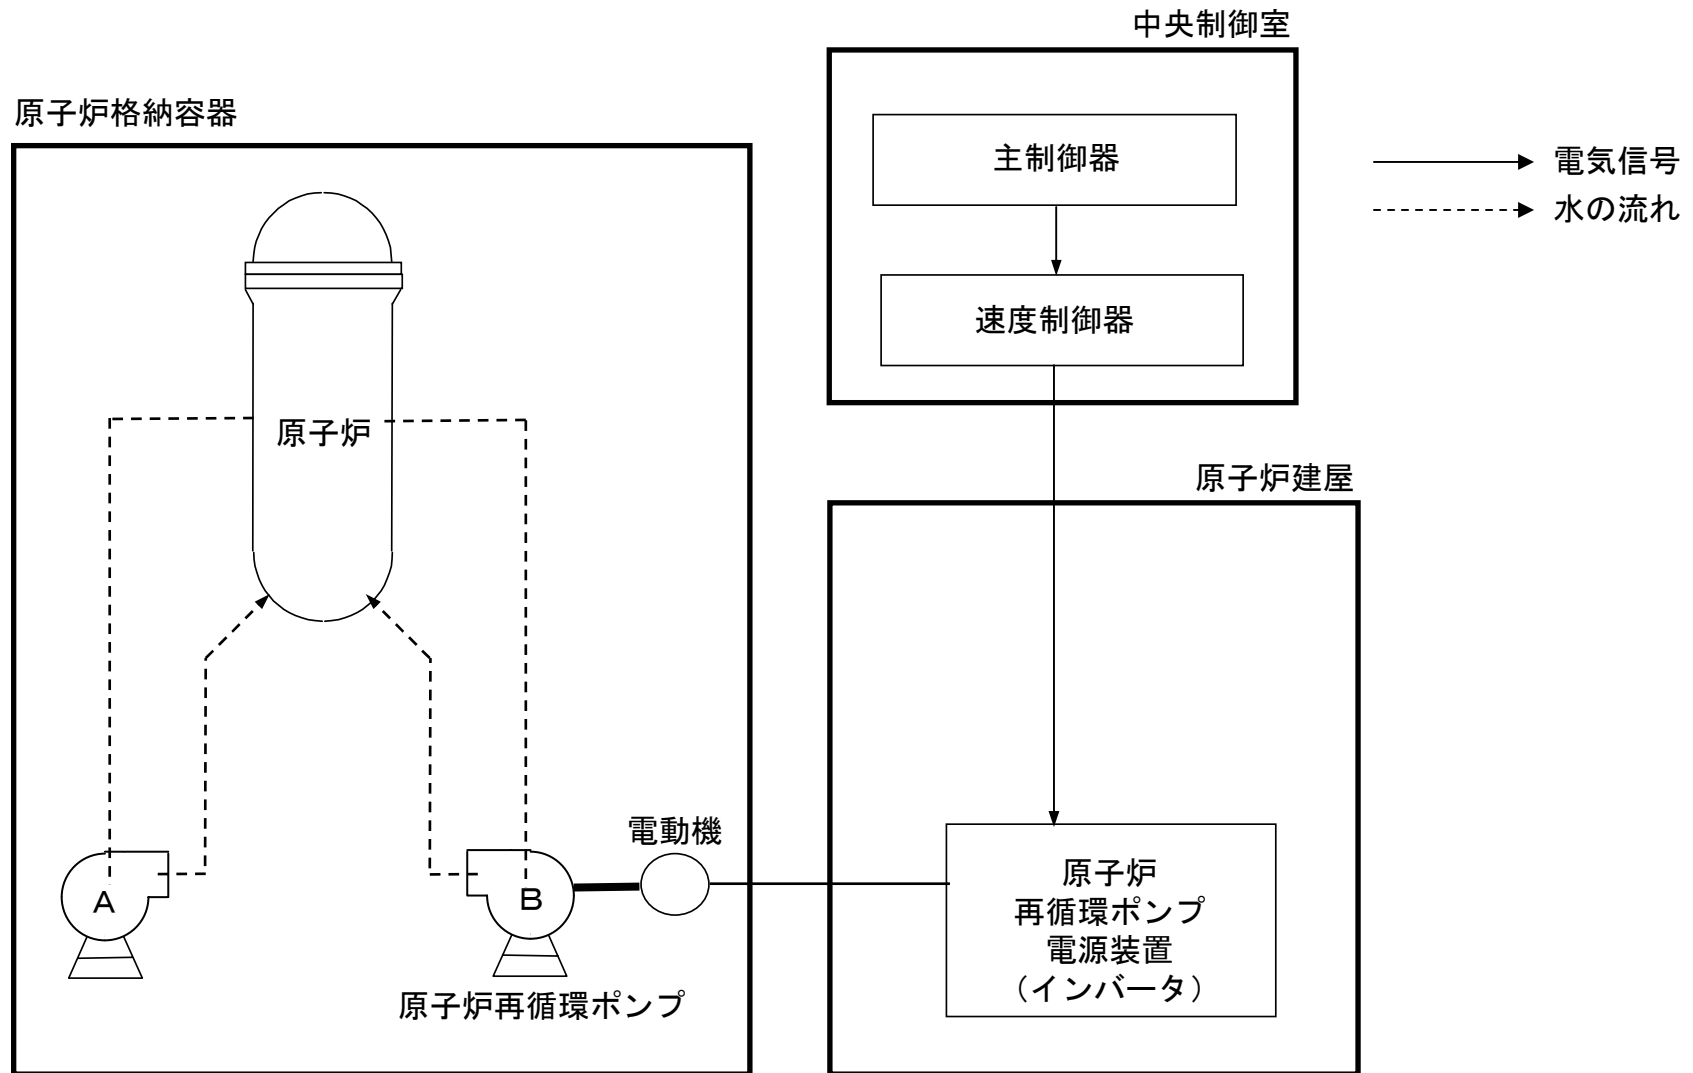 中央制御室
原子炉格納容器
主制御器
電気信号
水の流れ
速度制御器
原子炉
原子炉建屋
電動機
A
B
原子炉
再循環ポンプ
電源装置
(インバータ)
原子炉再循環ポンプ